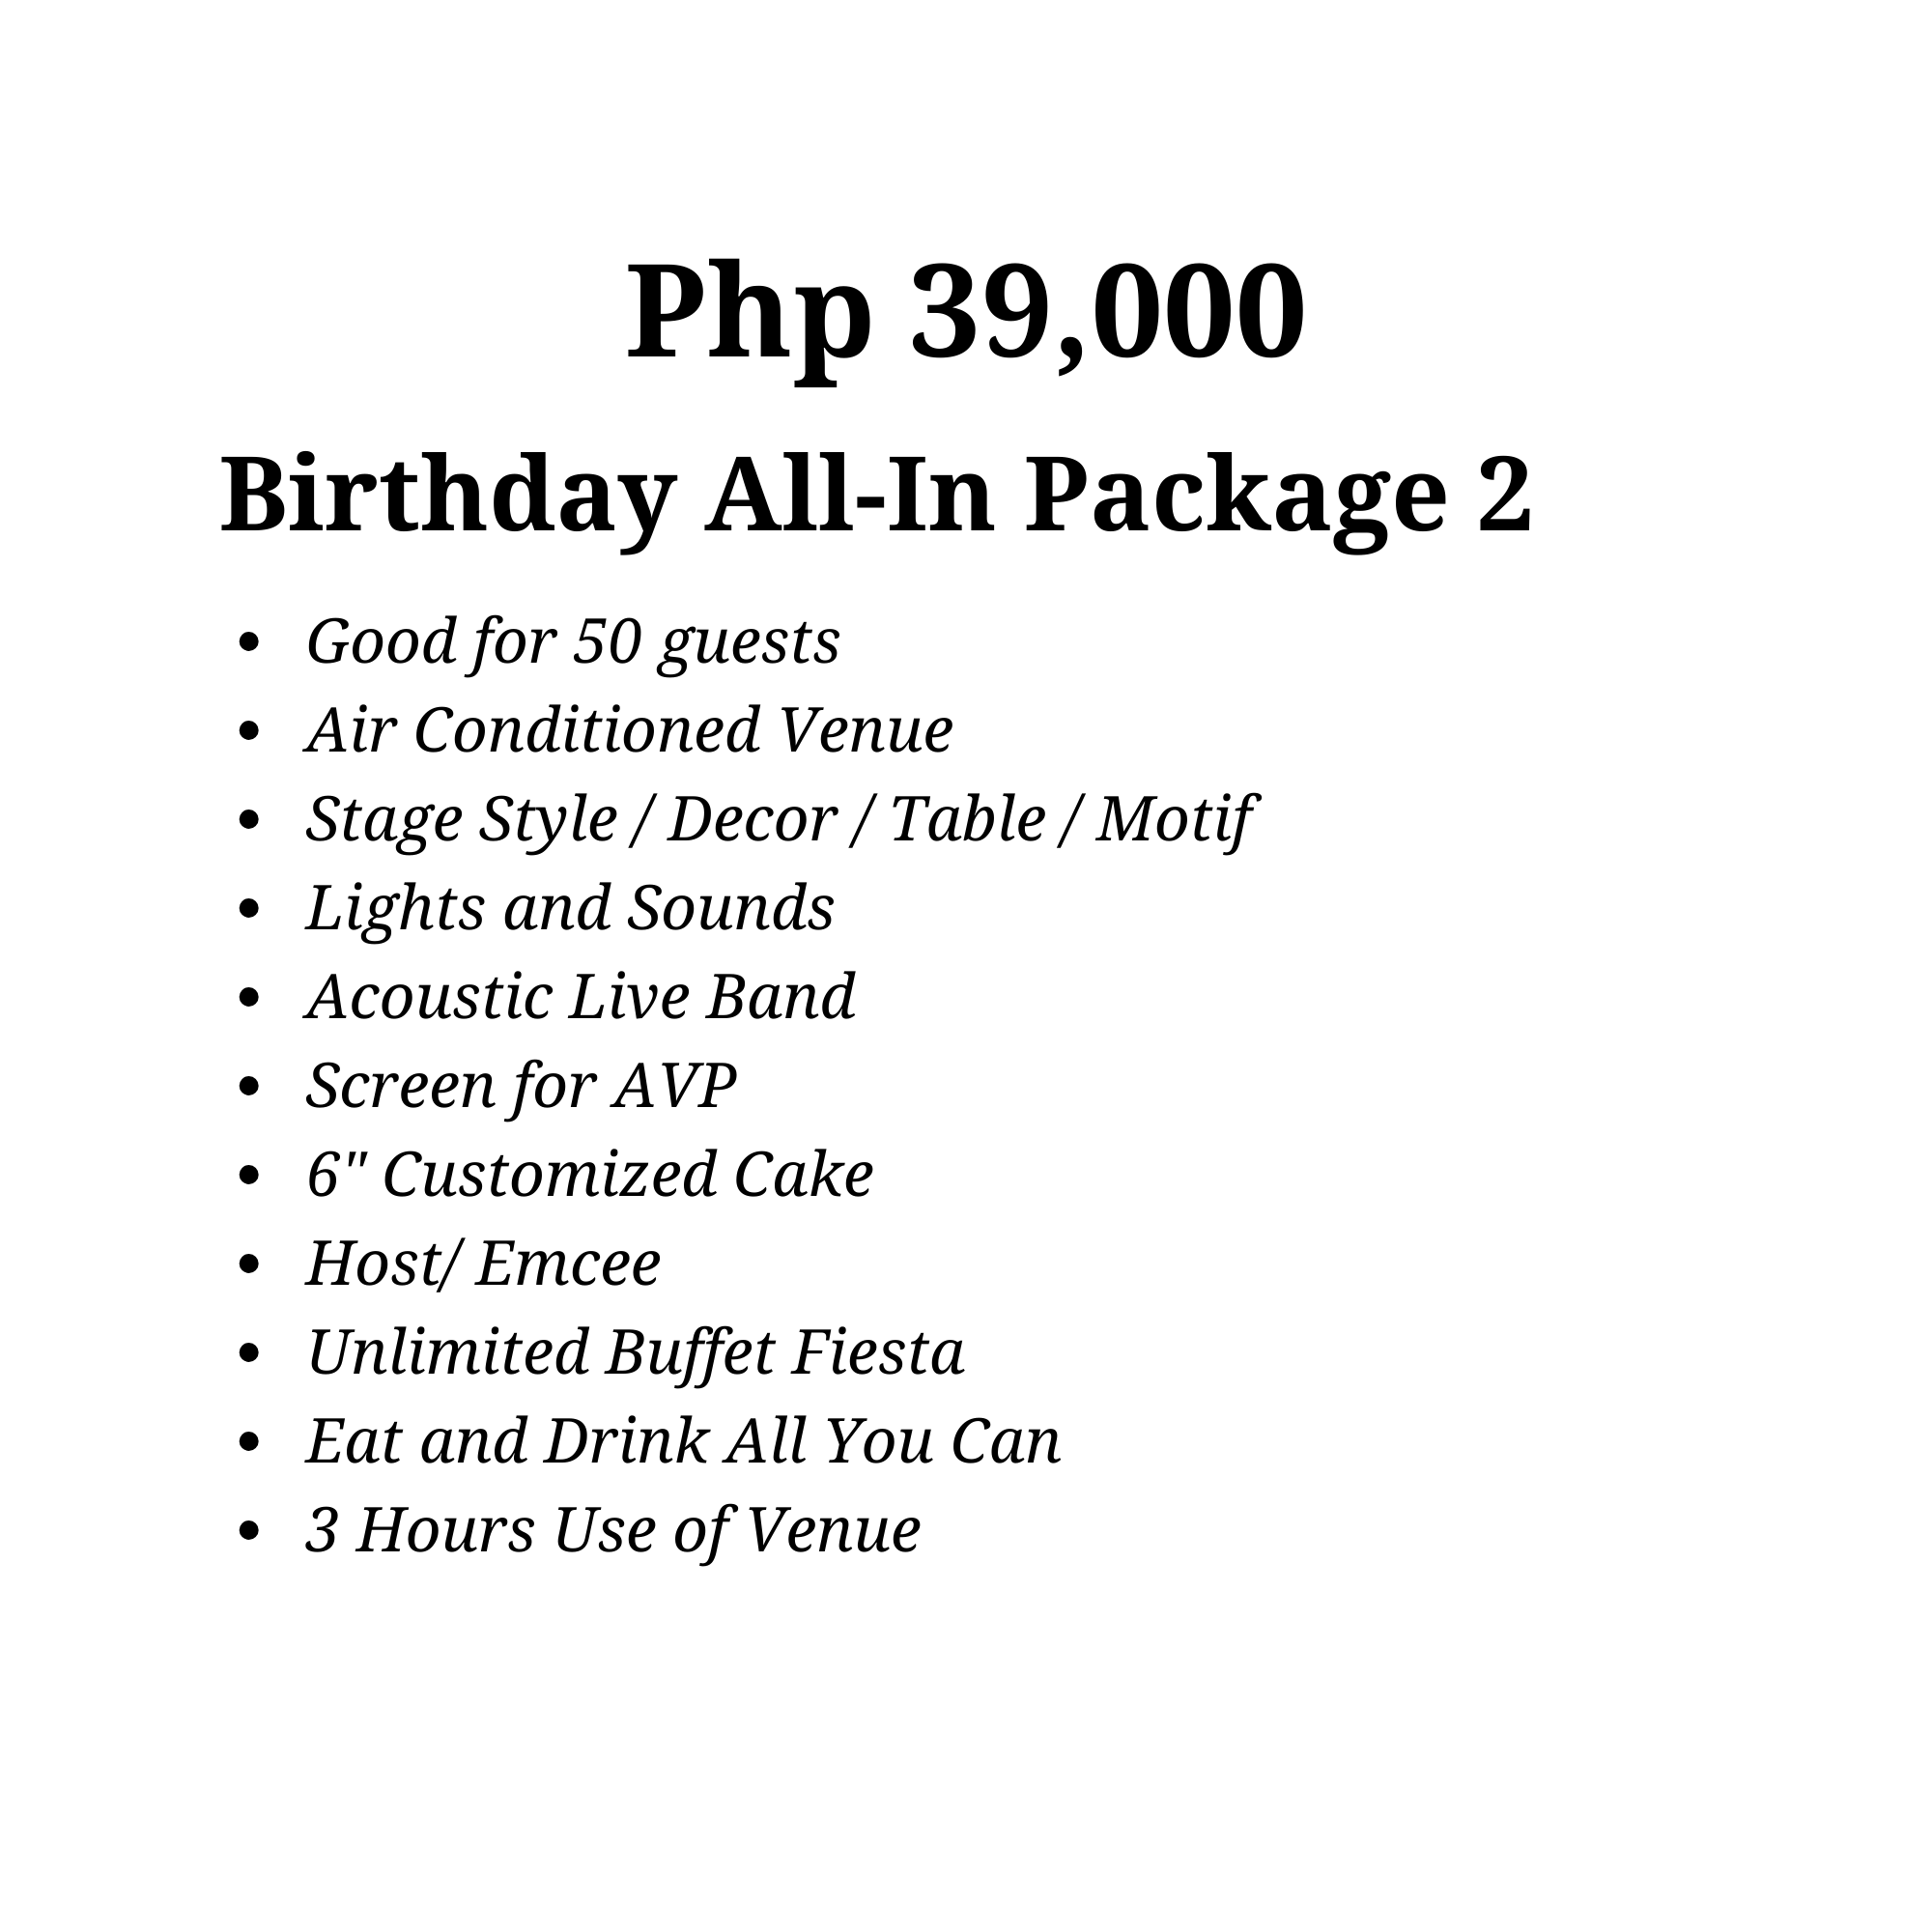 Php 39,000
Birthday All-In Package 2
• Good for 50 guests
• Air Conditioned Venue
• Stage Style / Decor / Table / Motif
• Lights and Sounds
• Acoustic Live Band
• Screen for AVP
• 6" Customized Cake
• Host/ Emcee
• Unlimited Buffet Fiesta
• Eat and Drink All You Can
• 3 Hours Use of Venue